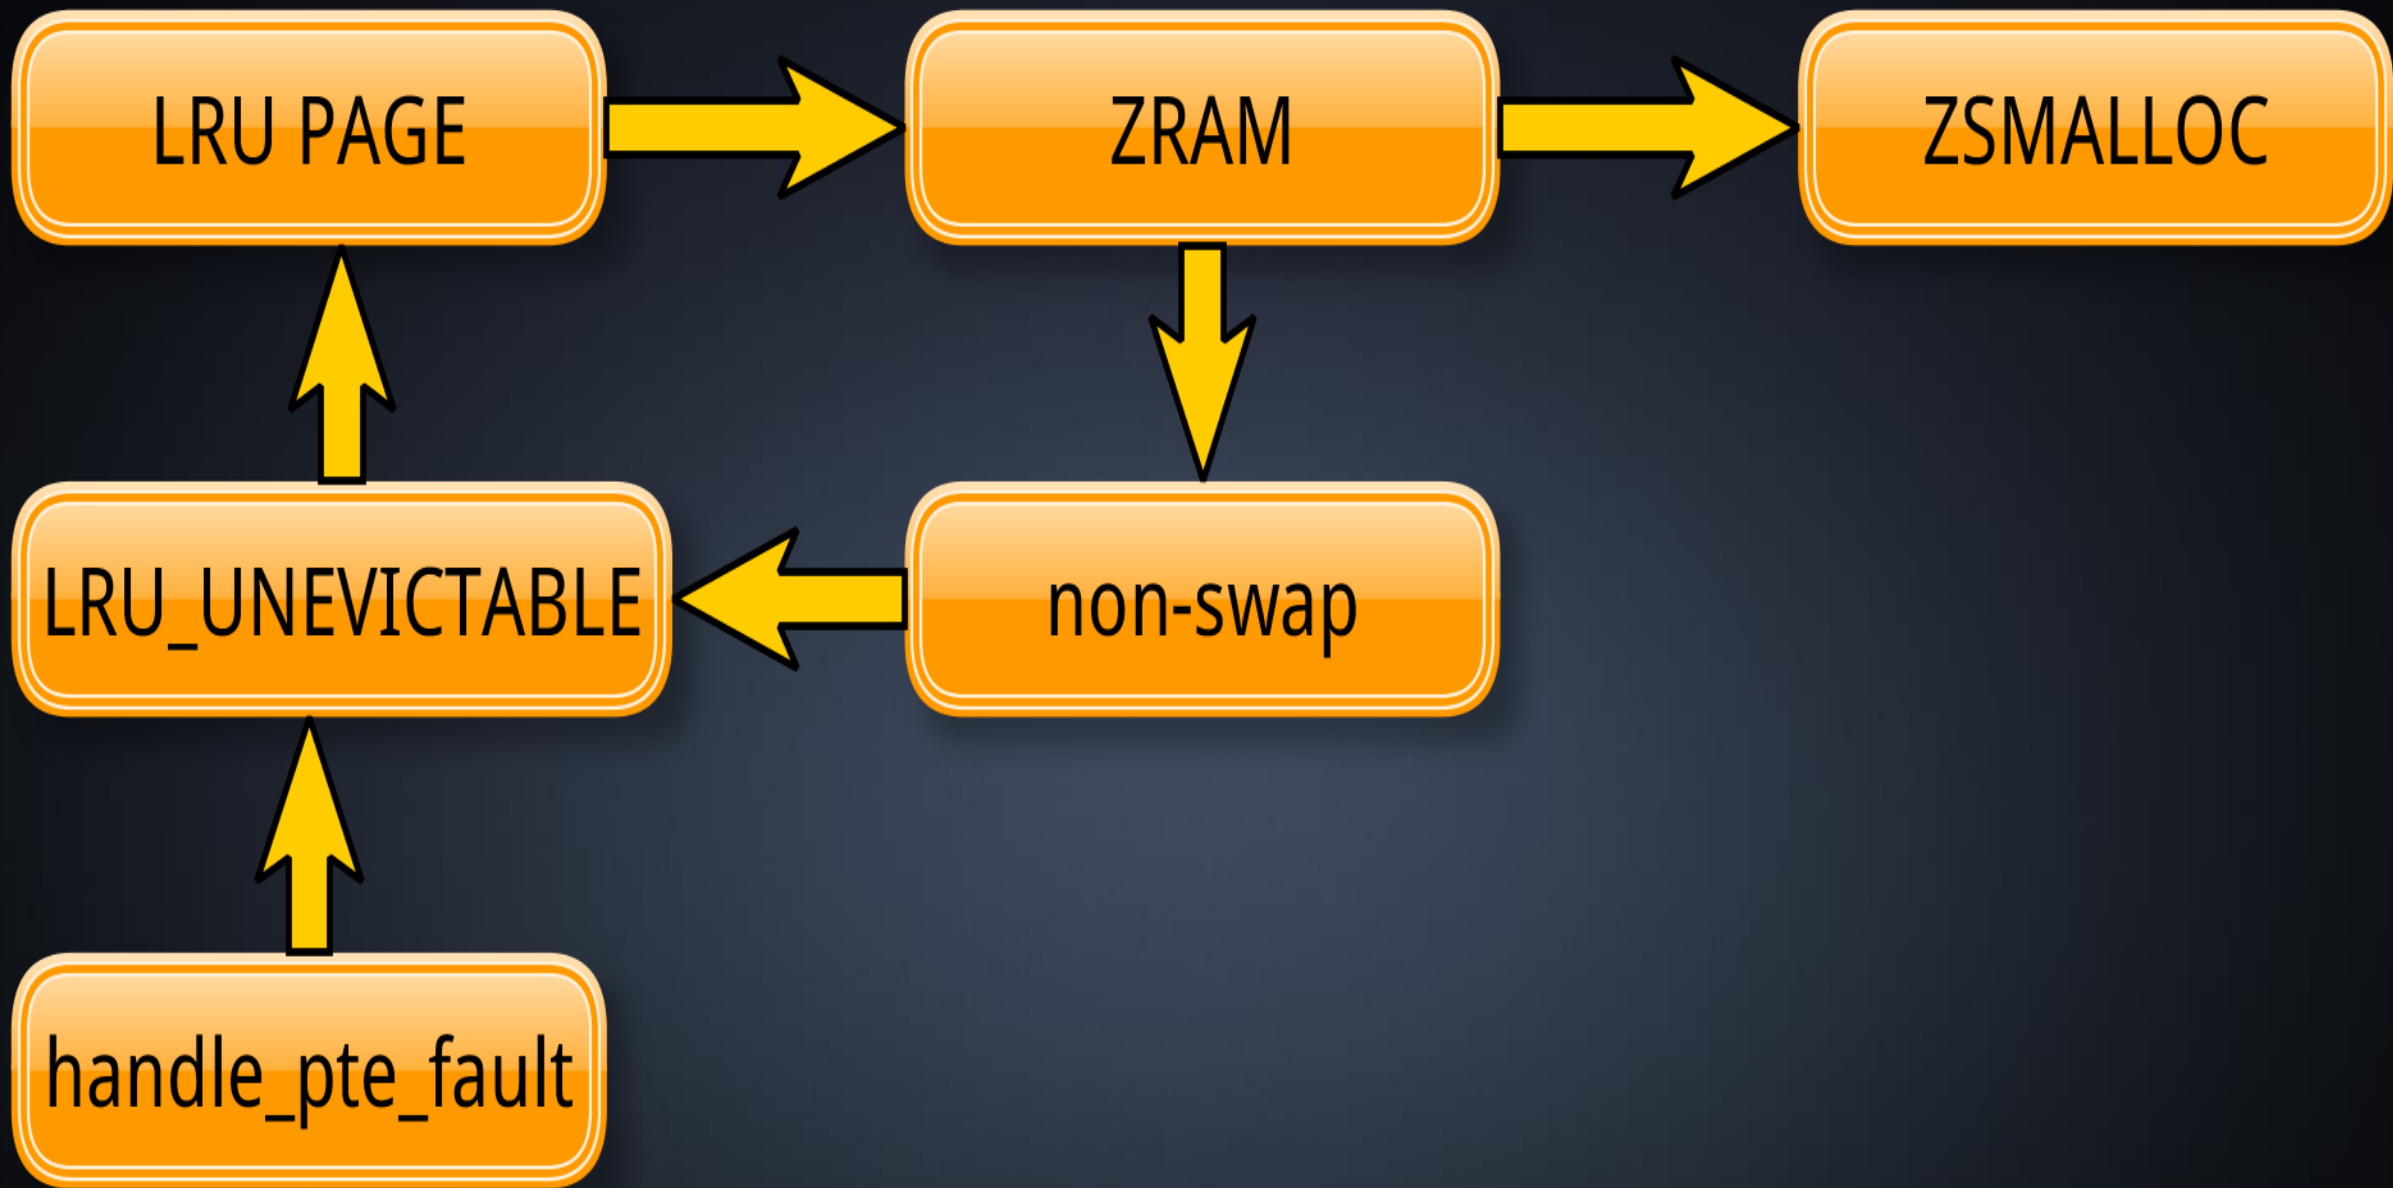 LRU PAGE
ZRAM
ZSMALLOC
LRU_UNEVICTABLE
non-swap
handle_pte_fault